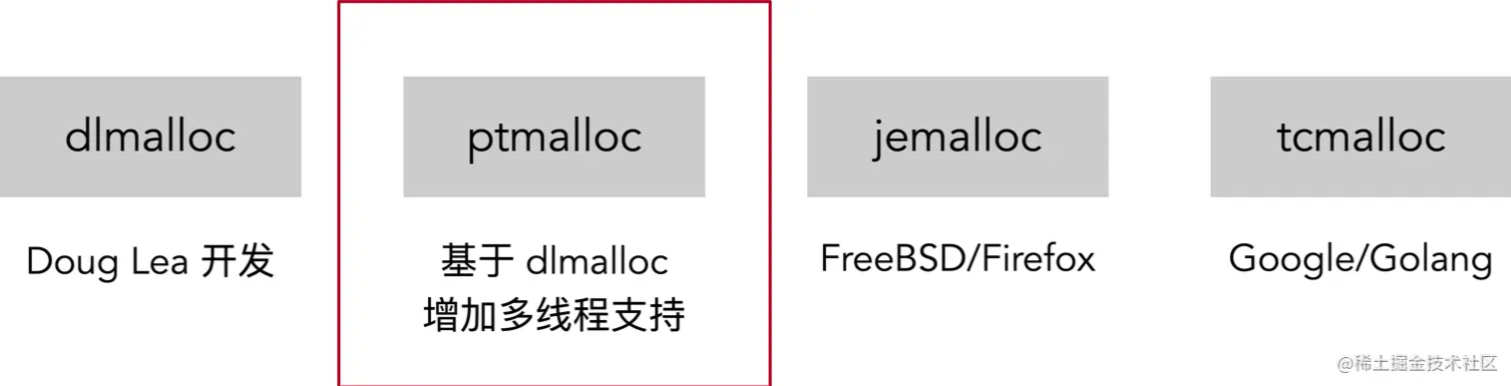 dlmalloc
Doug Lea 开发
ptmalloc
基于 dlmalloc
增加多线程支持
jemalloc
FreeBSD/Firefox
tcmalloc
Google/Golang
@稀土掘金技术社区